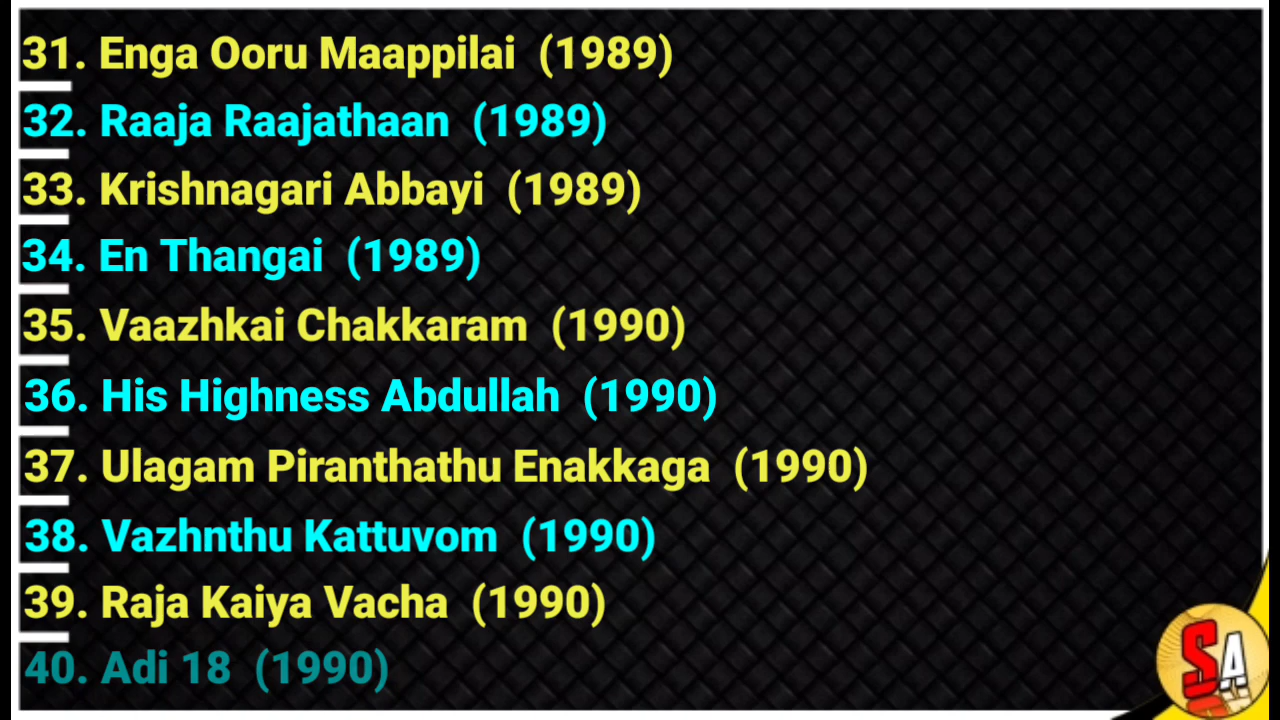 31. Enga Ooru Maappilai (1989)
32. Raaja Raajathaan (1989)
33. Krishnagari Abbayi (1989)
34. En Thangai (1989)
35. Vaazhkai Chakkaram (1990)
36. His Highness Abdullah (1990)
37. Ulagam Piranthathu Enakkaga (1990)
38. Vazhnthu Kattuvom (1990)
39. Raja Kaiya Vacha (1990)
40. Adi 18 (1990)
SA